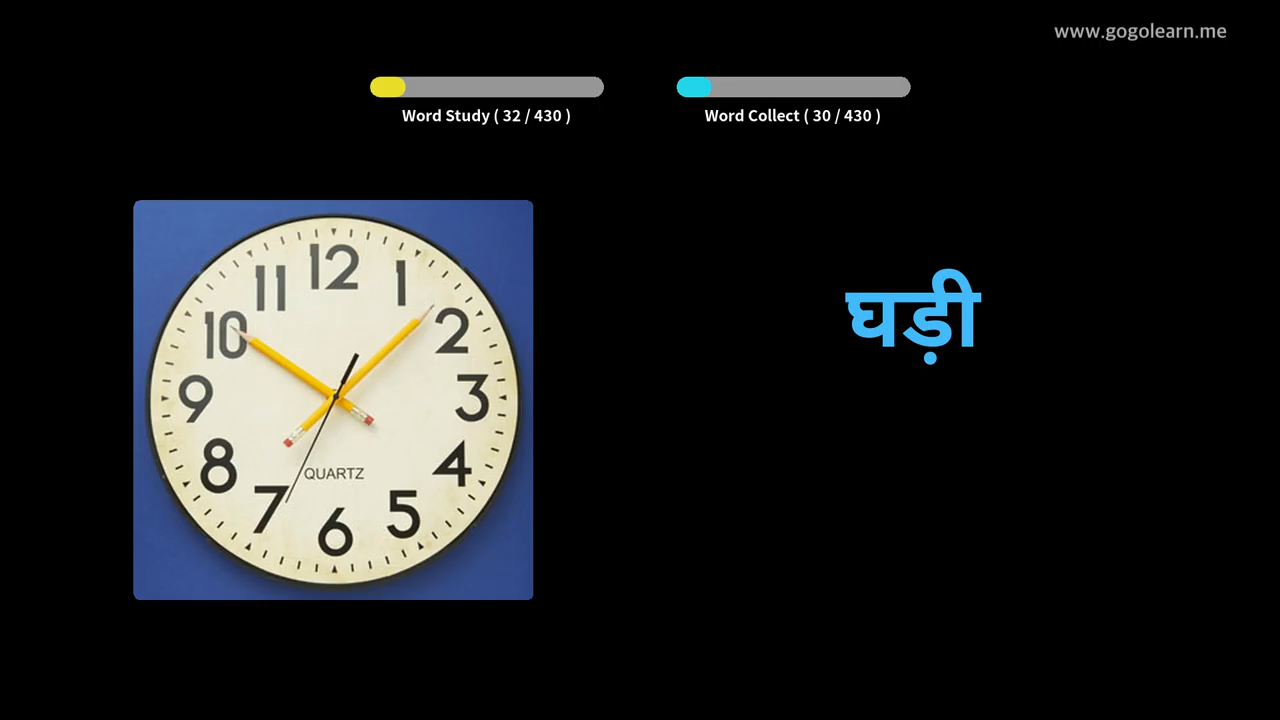 www.gogolearn.me
Word Study ( 32 / 430 )
Word Collect ( 30 / 430 )
12
11
1
10
2
घड़ी
9
3
8
4
QUARTZ
7
5
6